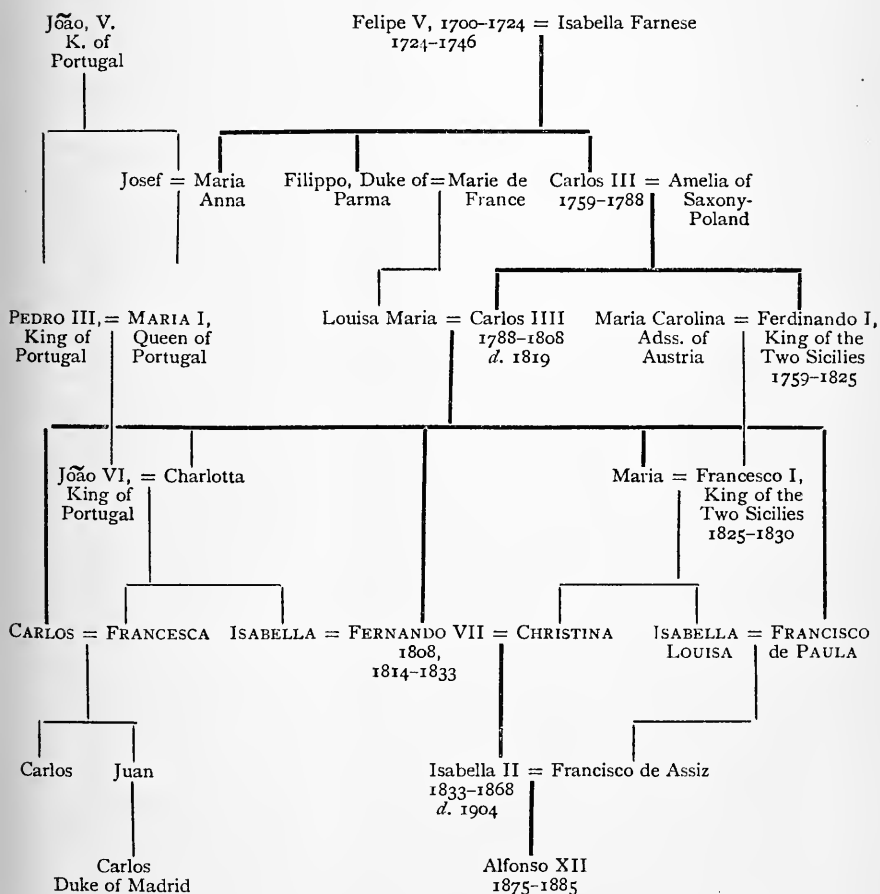 João, V.
K. of
Portugal
Felipe V, 1700–1724 = Isabella Farnese
1724–1746
Josef = Maria
Anna
Filippo, Duke of = Marie de
Parma France
Carlos III = Amelia of
1759–1788 Saxony-
Poland
PEDRO III, = MARIA I,
King of Queen of
Portugal Portugal
Louisa Maria = Carlos IIII
1788–1808
d. 1819
Maria Carolina = Ferdinando I,
Adss. of King of the
Austria Two Sicilies
1759–1825
João VI, = Charlotta
King of
Portugal
Maria = Francesco I,
King of the
Two Sicilies
1825–1830
CARLOS = FRANCESCA
ISABELLA = FERNANDO VII = CHRISTINA
1808,
1814–1833
ISABELLA = FRANCISCO
LOUISA de PAULA
Carlos Juan
Isabella II = Francisco de Assiz
1833–1868
d. 1904
Carlos
Duke of Madrid
Alfonso XII
1875–1885